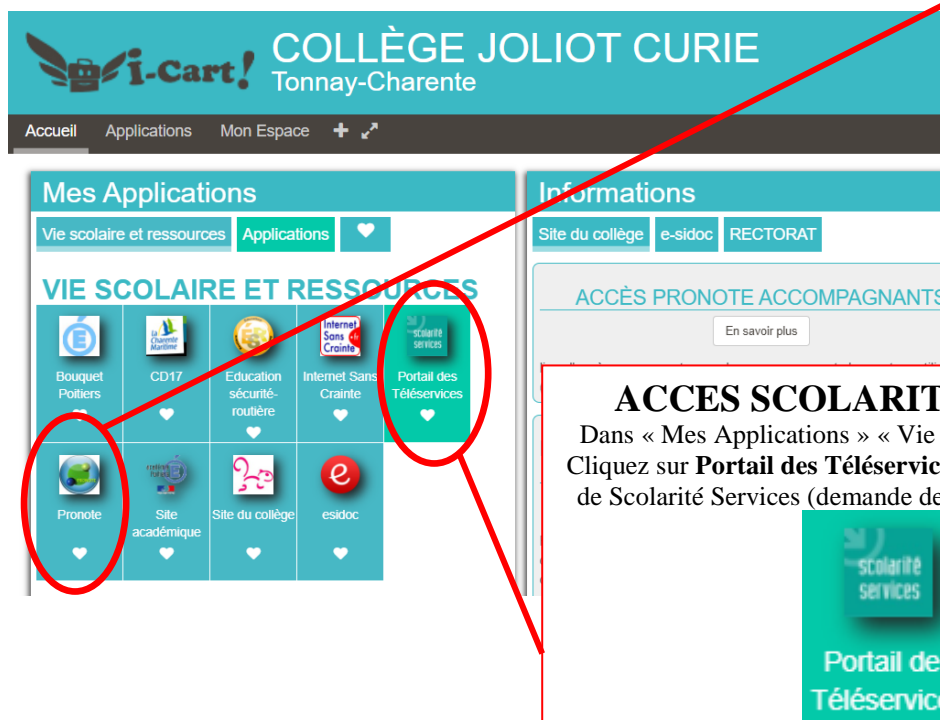 i-Cart!
COLLÈGE JOLIOT CURIE
Tonnay-Charente
Accueil Applications Mon Espace
Mes Applications
Vie scolaire et ressources Applications
VIE SCOLAIRE ET RESSOURCES
La Charente Maritime
Internet Sans Crainte .fr
scolarité services
Bouquet Poitiers
CD17
Education sécurité-routière
Internet Sans Crainte
Portail des Téléservices
Pronote
Site académique
Site du collège
esidoc
Informations
Site du collège e-sidoc RECTORAT
ACCÈS PRONOTE ACCOMPAGNANTS
En savoir plus
ACCES SCOLARIT
Dans « Mes Applications » « Vie
Cliquez sur Portail des Téléservic
de Scolarité Services (demande de
scolarité
services
Portail de
Téléservic